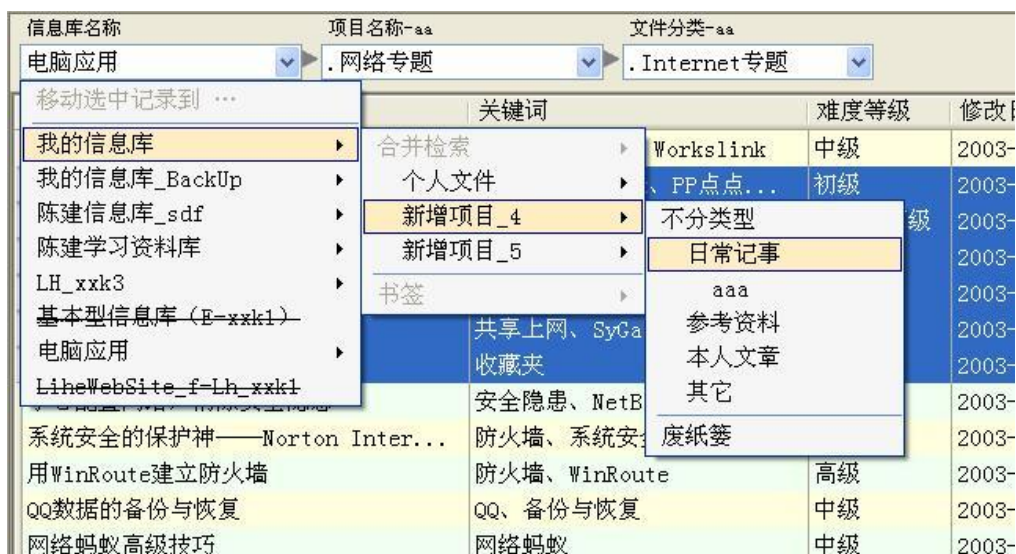 信息库名称 项目名称-aa 文件分类-aa
电脑应用 .网络专题 .Internet专题
移动选中记录到 …
我的信息库
我的信息库_BackUp
陈建信息库_sdf
陈建学习资料库
LH_xxk3
基本型信息库（E-xxk1）
电脑应用
LiheWebSite_f-Lh_xxk1
合并检索
个人文件
新增项目_4
新增项目_5
书签
不分类型
日常记事
aaa
参考资料
本人文章
其它
废纸篓
关键词 难度等级 修改
Workslink 中级 2003-
、PP点点... 初级 2003-
级 2003-
2003-
2003-
共享上网、SyGa 2003-
收藏夹 2003-
安全隐患、NetB 2003-
系统安全的保护神——Norton Inter... 防火墙、系统安 2003-
用WinRoute建立防火墙 防火墙、WinRoute 高级 2003-
QQ数据的备份与恢复 QQ、备份与恢复 中级 2003-
网络蚂蚁高级技巧 网络蚂蚁 中级 2003-